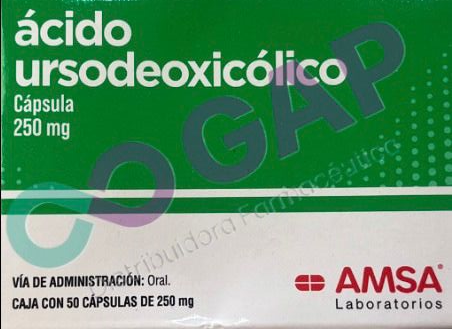 ácido
ursodeoxicólico
Cápsula
250 mg
COGAP
Distribuidora Farmacéutica
VÍA DE ADMINISTRACIÓN: Oral.
CAJA CON 50 CÁPSULAS DE 250 mg
AMSA®
Laboratorios